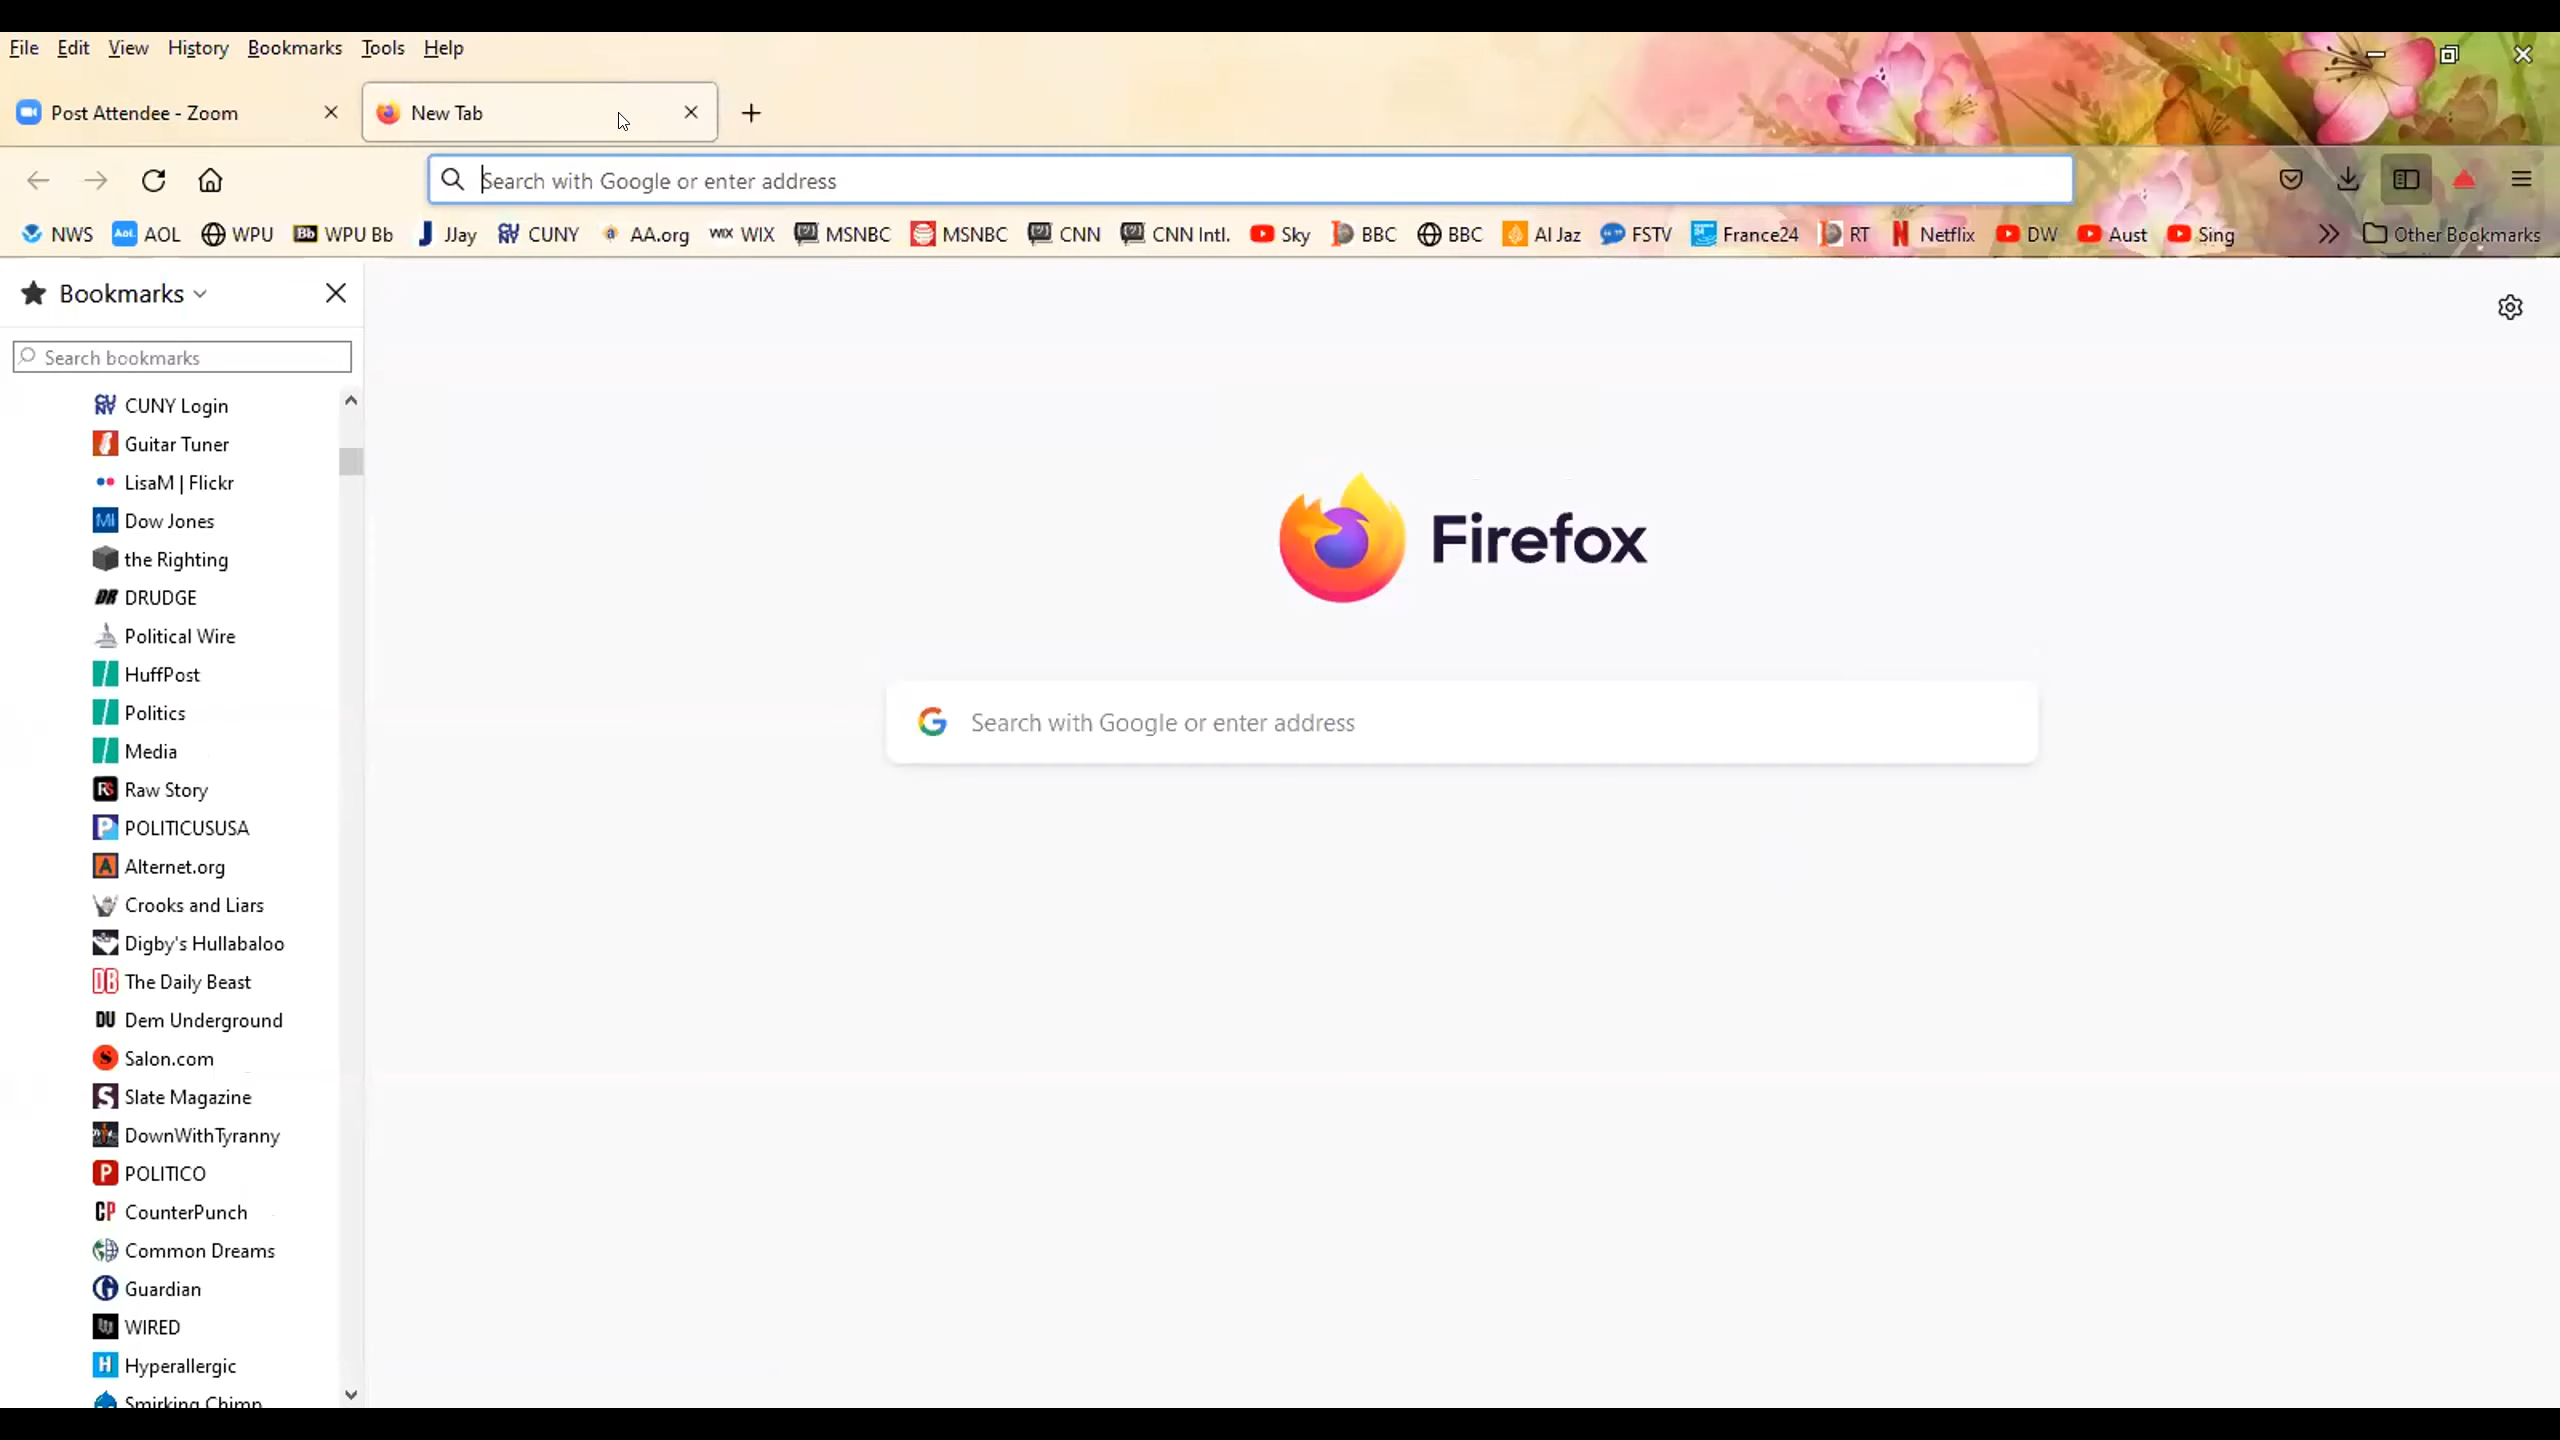 File Edit View History Bookmarks Tools Help
Post Attendee - Zoom
New Tab
Search with Google or enter address
NWS AOL WPU WPU Bb JJay CUNY AA.org WIX MSNBC MSNBC CNN CNN Intl. Sky BBC BBC Al Jaz FSTV France24 RT Netflix DW Aust Sing Other Bookmarks
Bookmarks
Search bookmarks
CUNY Login
Guitar Tuner
LisaM | Flickr
Dow Jones
the Righting
DRUDGE
Political Wire
HuffPost
Politics
Media
Raw Story
POLITICUSUSA
Alternet.org
Crooks and Liars
Digby's Hullabaloo
The Daily Beast
Dem Underground
Salon.com
Slate Magazine
DownWithTyranny
POLITICO
CounterPunch
Common Dreams
Guardian
WIRED
Hyperallergic
Smirking Chimp
Firefox
Search with Google or enter address